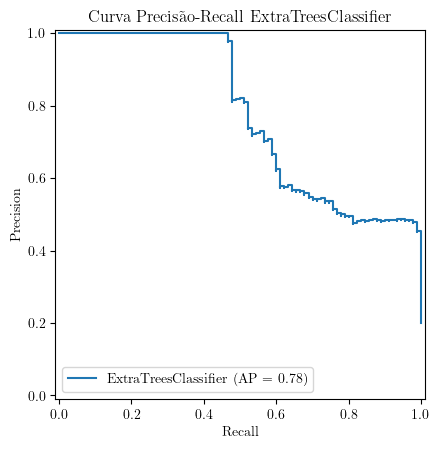 Curva Precisão-Recall ExtraTreesClassifier
1.0
0.8
0.6
0.4
0.2
0.0
Precision
ExtraTreesClassifier (AP = 0.78)
0.0 0.2 0.4 0.6 0.8 1.0
Recall